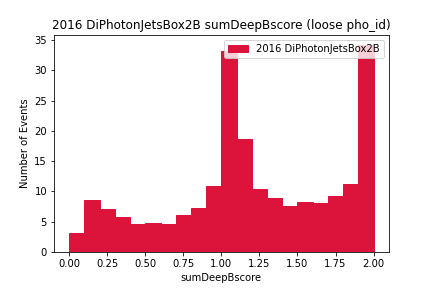 2016 DiPhotonJetsBox2B sumDeepBscore (loose pho_id)
2016 DiPhotonJetsBox2B
Number of Events
35
30
25
20
15
10
5
0
0.00 0.25 0.50 0.75 1.00 1.25 1.50 1.75 2.00
sumDeepBscore